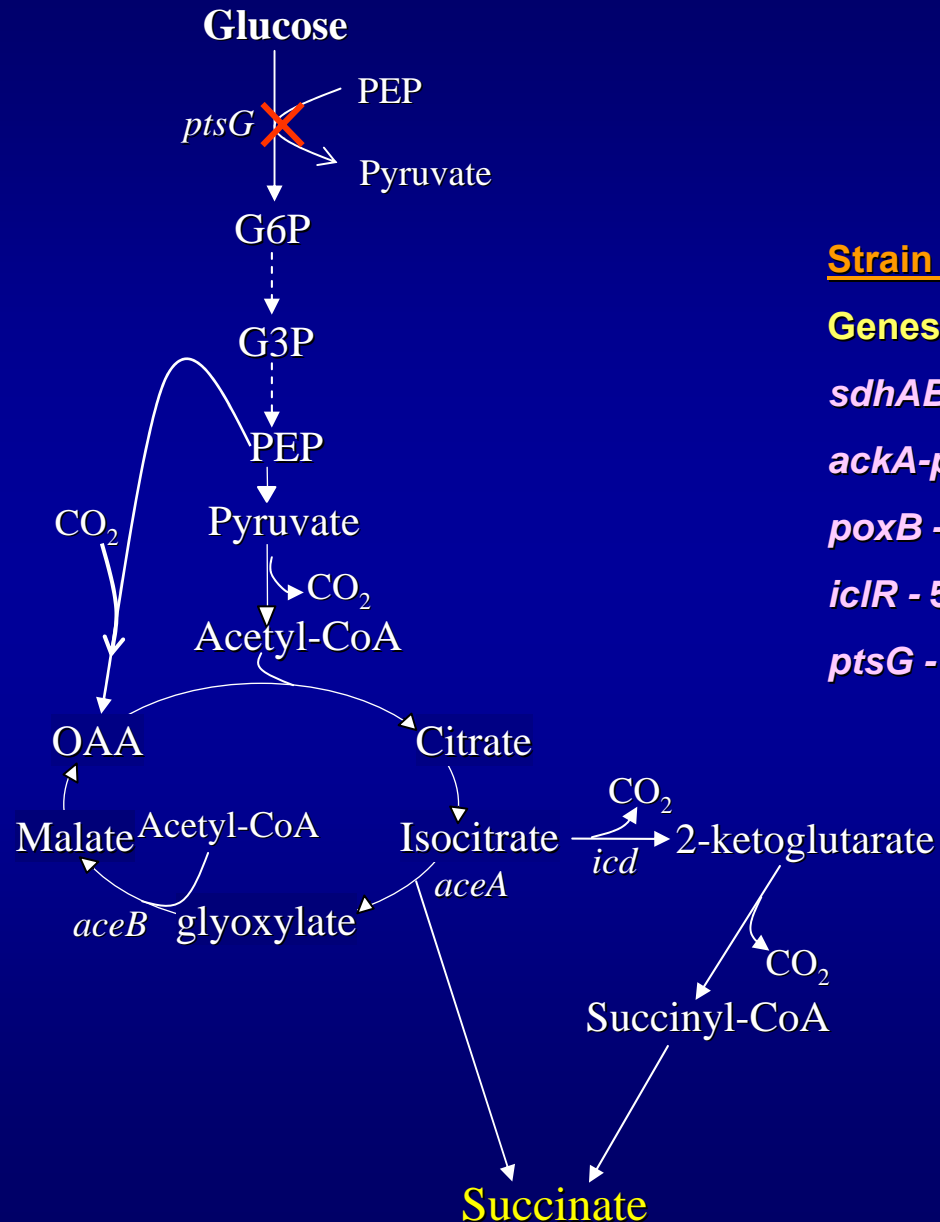 Glucose
PEP
ptsG
Pyruvate
G6P
G3P
PEP
CO₂
Pyruvate
CO₂
Acetyl-CoA
OAA
Citrate
CO₂
Malate
Acetyl-CoA
Isocitrate
icd
2-ketoglutarate
aceA
aceB
glyoxylate
CO₂
Succinyl-CoA
Succinate
Strain
Genes
sdhAB
ackA-p
poxB -
iclR - 5
ptsG -